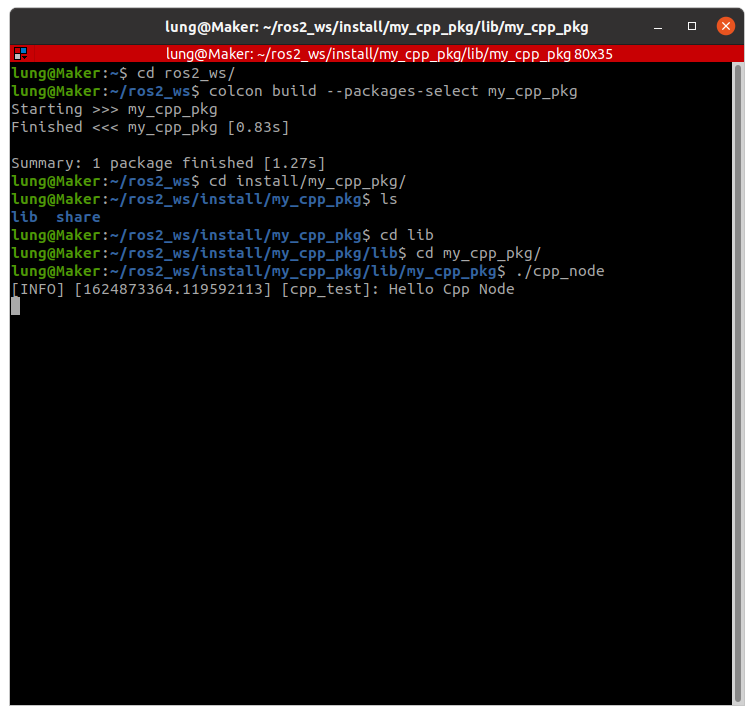 lung@Maker: ~/ros2_ws/install/my_cpp_pkg/lib/my_cpp_pkg
lung@Maker: ~/ros2_ws/install/my_cpp_pkg/lib/my_cpp_pkg 80x35
lung@Maker:~$ cd ros2_ws/
lung@Maker:~/ros2_ws$ colcon build --packages-select my_cpp_pkg
Starting >>> my_cpp_pkg
Finished <<< my_cpp_pkg [0.83s]
Summary: 1 package finished [1.27s]
lung@Maker:~/ros2_ws$ cd install/my_cpp_pkg/
lung@Maker:~/ros2_ws/install/my_cpp_pkg$ ls
lib  share
lung@Maker:~/ros2_ws/install/my_cpp_pkg$ cd lib
lung@Maker:~/ros2_ws/install/my_cpp_pkg/lib$ cd my_cpp_pkg/
lung@Maker:~/ros2_ws/install/my_cpp_pkg/lib/my_cpp_pkg$ ./cpp_node
[INFO] [1624873364.119592113] [cpp_test]: Hello Cpp Node